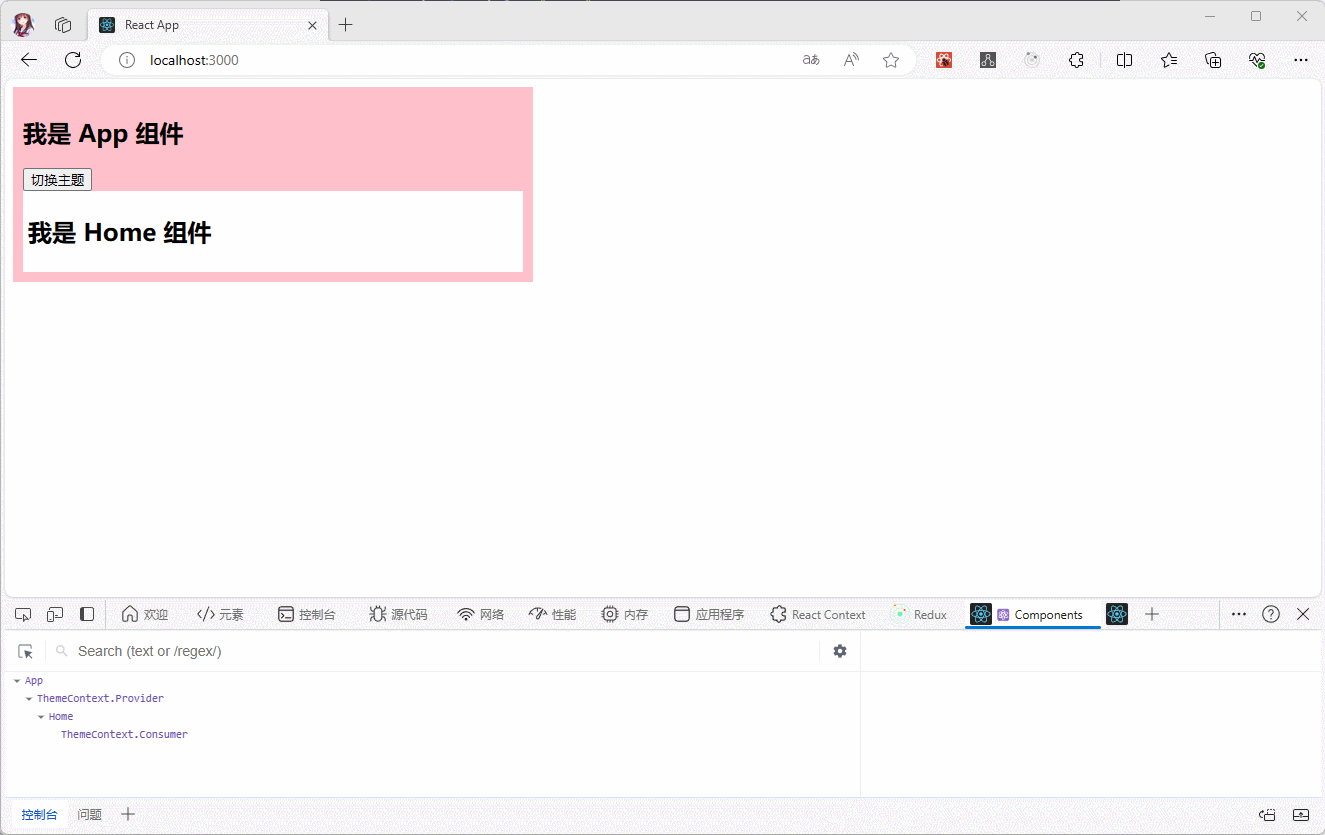 React App
localhost:3000
aあ
我是 App 组件
切换主题
我是 Home 组件
欢迎
元素
控制台
源代码
网络
性能
内存
应用程序
React Context
Redux
Components
Search (text or /regex/)
App
ThemeContext.Provider
Home
ThemeContext.Consumer
控制台
问题